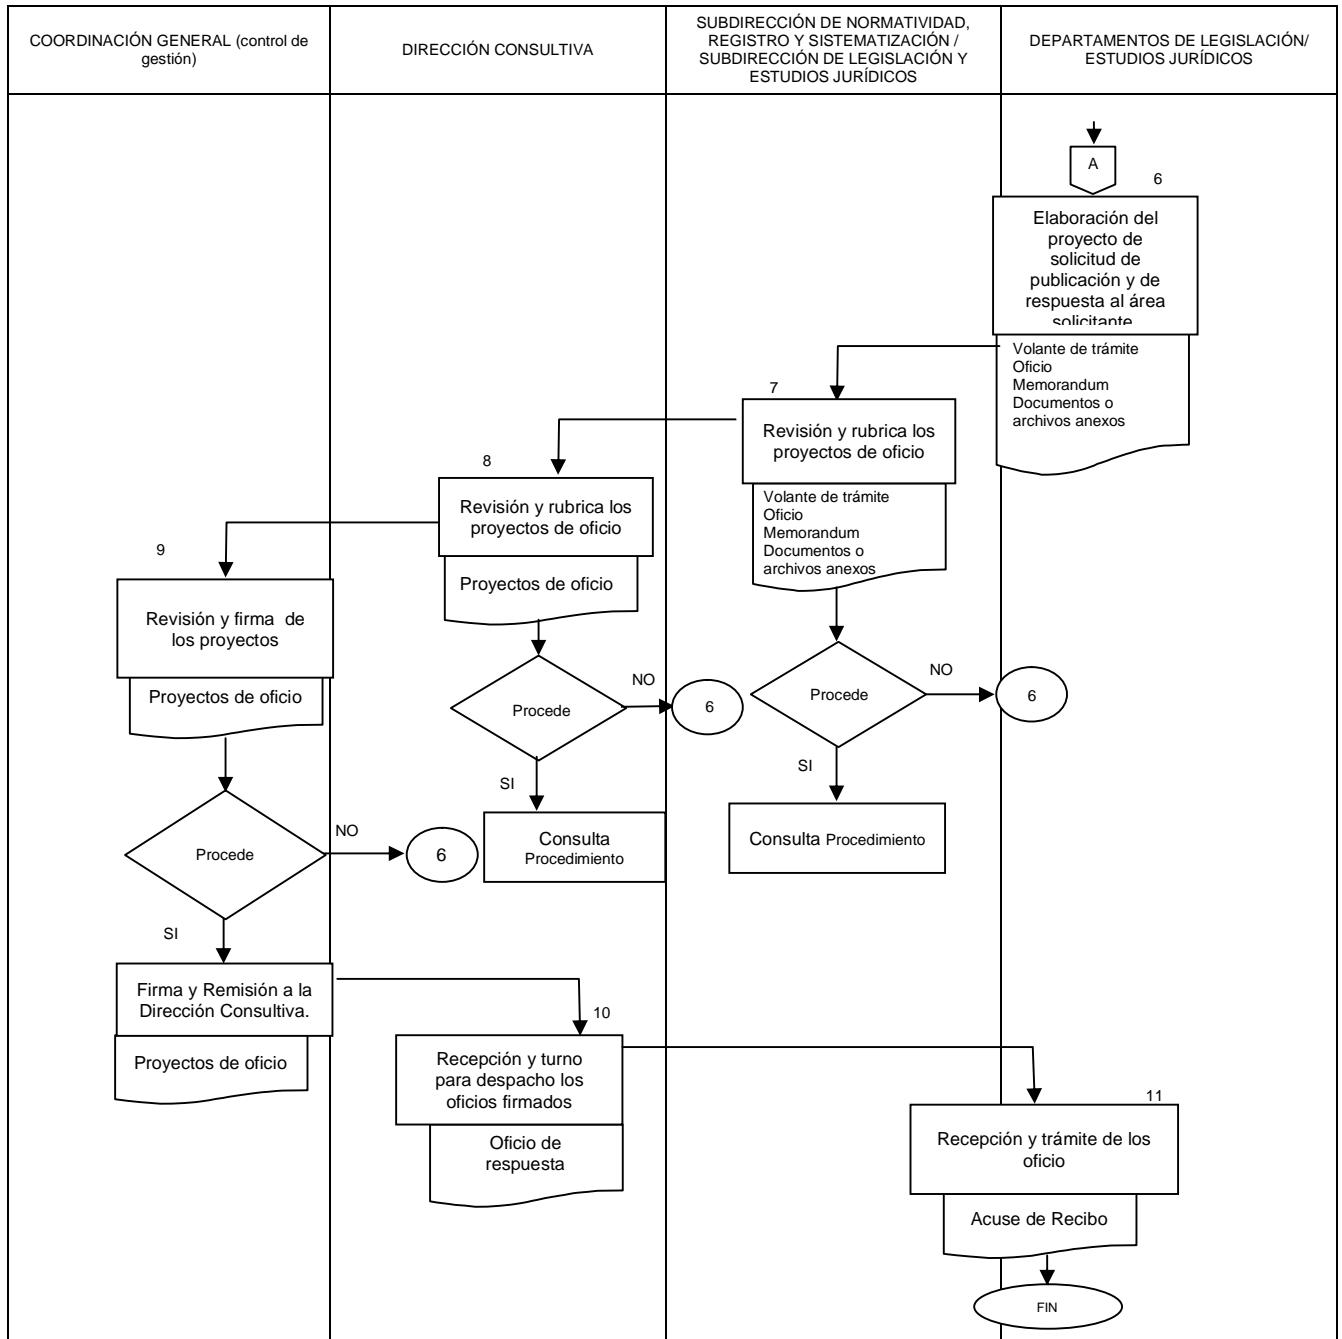 COORDINACIÓN GENERAL (control de
gestión)
DIRECCIÓN CONSULTIVA
SUBDIRECCIÓN DE NORMATIVIDAD,
REGISTRO Y SISTEMATIZACIÓN /
SUBDIRECCIÓN DE LEGISLACIÓN Y
ESTUDIOS JURÍDICOS
DEPARTAMENTOS DE LEGISLACIÓN/
ESTUDIOS JURÍDICOS
A
6
Elaboración del
proyecto de
solicitud de
publicación y de
respuesta al área
solicitante
Volante de trámite
Oficio
Memorandum
Documentos o
archivos anexos
7
Revisión y rubrica los
proyectos de oficio
Volante de trámite
Oficio
Memorandum
Documentos o
archivos anexos
8
Revisión y rubrica los
proyectos de oficio
Proyectos de oficio
9
Revisión y firma de
los proyectos
Proyectos de oficio
Procede
NO
6
SI
Consulta Procedimiento
Procede
NO
6
SI
Consulta
Procedimiento
Procede
NO
6
SI
Firma y Remisión a la
Dirección Consultiva.
Proyectos de oficio
10
Recepción y turno
para despacho los
oficios firmados
Oficio de
respuesta
11
Recepción y trámite de los
oficio
Acuse de Recibo
FIN